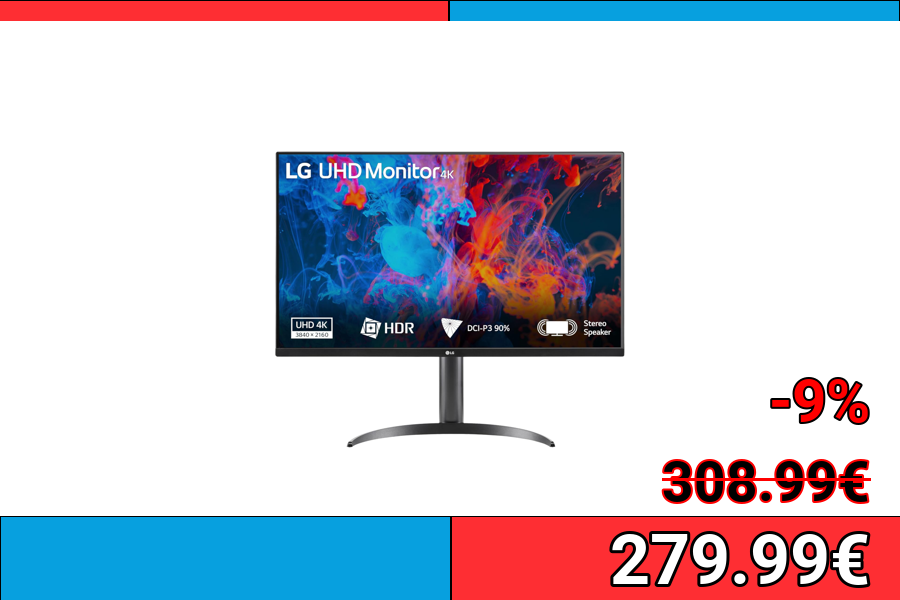 LG UHD Monitor 4K
UHD 4K
3840 × 2160
HDR
DCI-P3 90%
Stereo
Speaker
LG
-9%
308.99€
279.99€